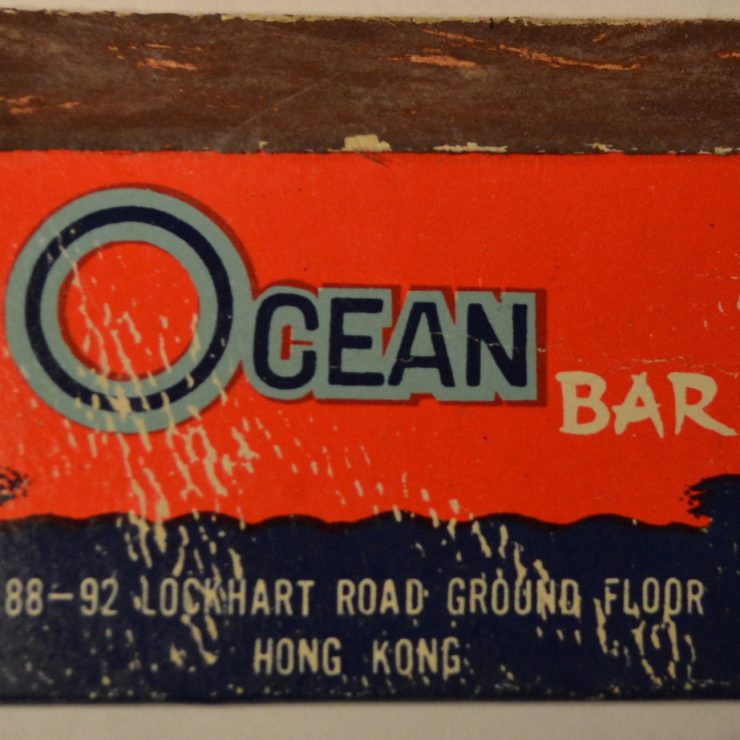 OCEAN BAR
88-92 LOCKHART ROAD GROUND FLOOR
HONG KONG